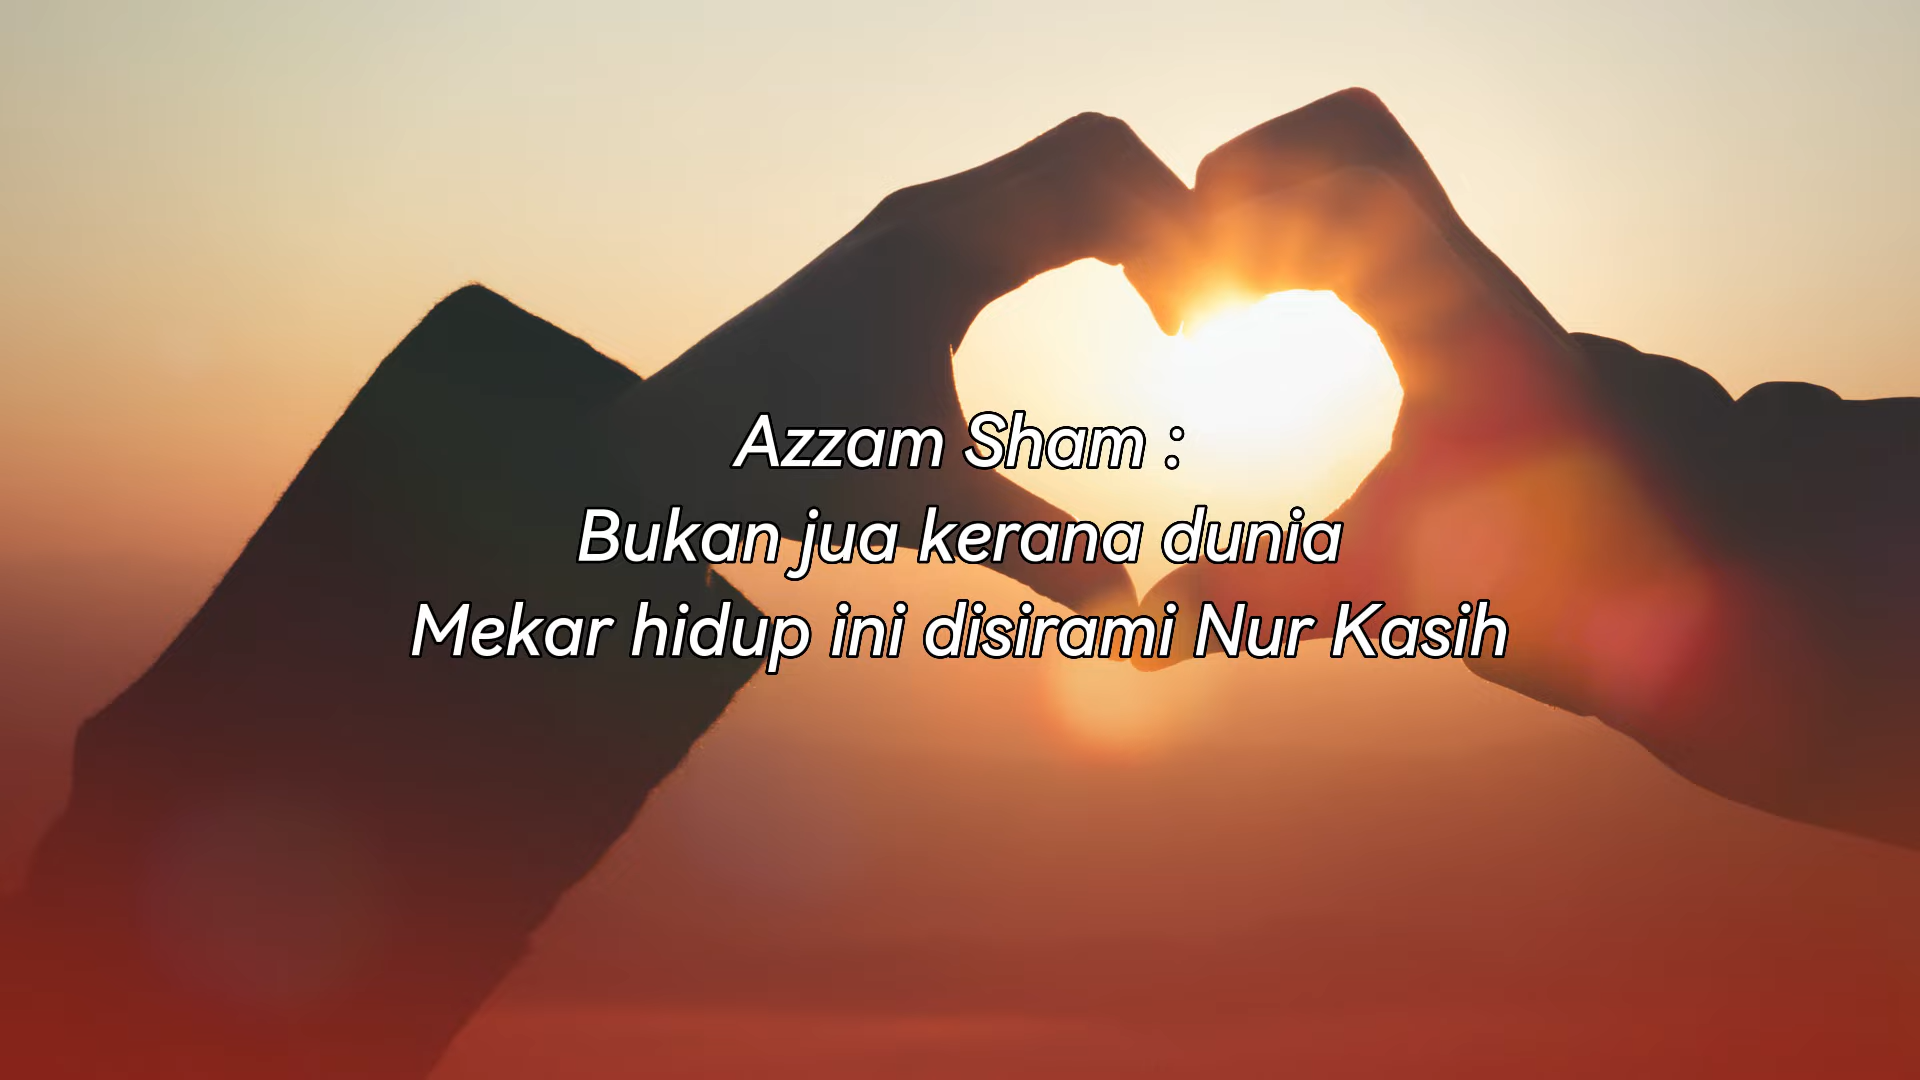 Azzam Sham :
Bukan jua kerana dunia
Mekar hidup ini disirami Nur Kasih